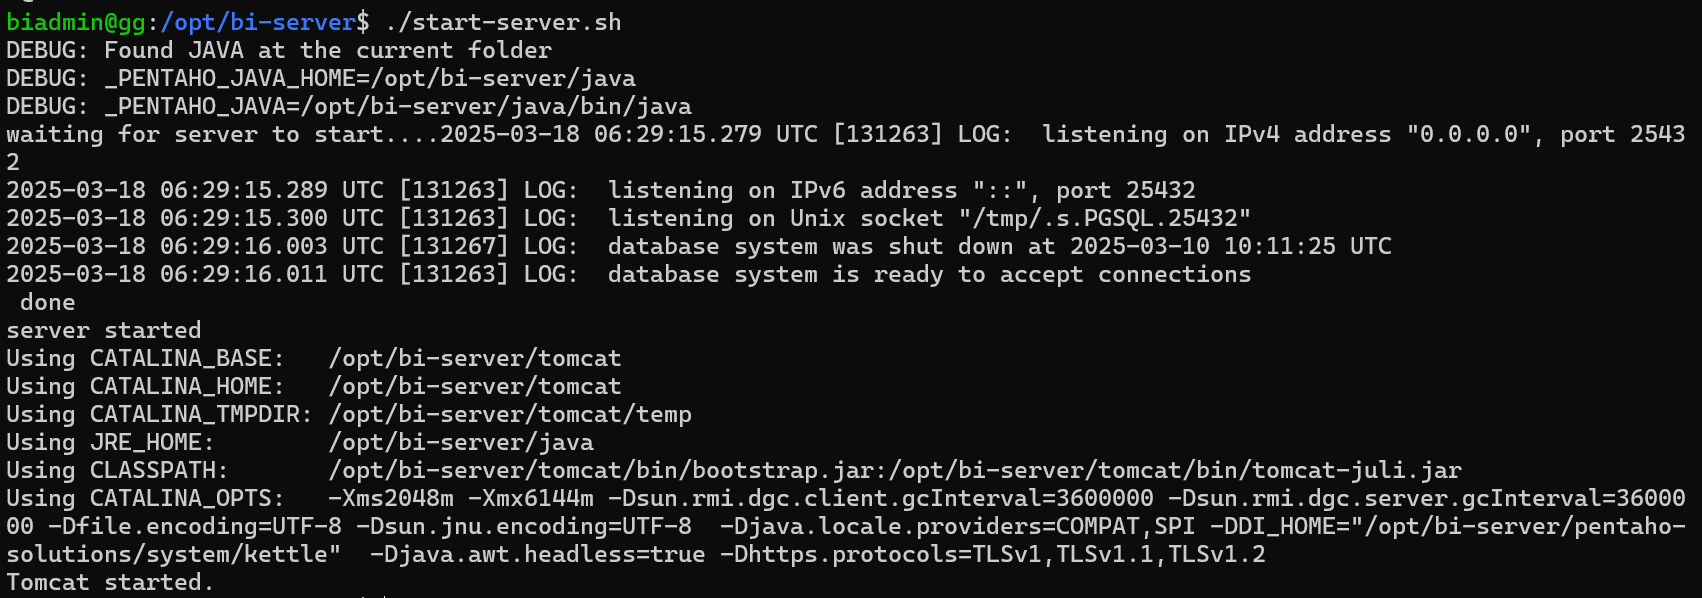 biadmin@gg:/opt/bi-server$ ./start-server.sh
DEBUG: Found JAVA at the current folder
DEBUG: _PENTAHO_JAVA_HOME=/opt/bi-server/java
DEBUG: _PENTAHO_JAVA=/opt/bi-server/java/bin/java
waiting for server to start....2025-03-18 06:29:15.279 UTC [131263] LOG:  listening on IPv4 address "0.0.0.0", port 2543
2
2025-03-18 06:29:15.289 UTC [131263] LOG:  listening on IPv6 address "::", port 25432
2025-03-18 06:29:15.300 UTC [131263] LOG:  listening on Unix socket "/tmp/.s.PGSQL.25432"
2025-03-18 06:29:16.003 UTC [131267] LOG:  database system was shut down at 2025-03-10 10:11:25 UTC
2025-03-18 06:29:16.011 UTC [131263] LOG:  database system is ready to accept connections
 done
server started
Using CATALINA_BASE:   /opt/bi-server/tomcat
Using CATALINA_HOME:   /opt/bi-server/tomcat
Using CATALINA_TMPDIR: /opt/bi-server/tomcat/temp
Using JRE_HOME:        /opt/bi-server/java
Using CLASSPATH:       /opt/bi-server/tomcat/bin/bootstrap.jar:/opt/bi-server/tomcat/bin/tomcat-juli.jar
Using CATALINA_OPTS:   -Xms2048m -Xmx6144m -Dsun.rmi.dgc.client.gcInterval=3600000 -Dsun.rmi.dgc.server.gcInterval=36000
00 -Dfile.encoding=UTF-8 -Dsun.jnu.encoding=UTF-8  -Djava.locale.providers=COMPAT,SPI -DDI_HOME="/opt/bi-server/pentaho-
solutions/system/kettle"  -Djava.awt.headless=true -Dhttps.protocols=TLSv1,TLSv1.1,TLSv1.2
Tomcat started.